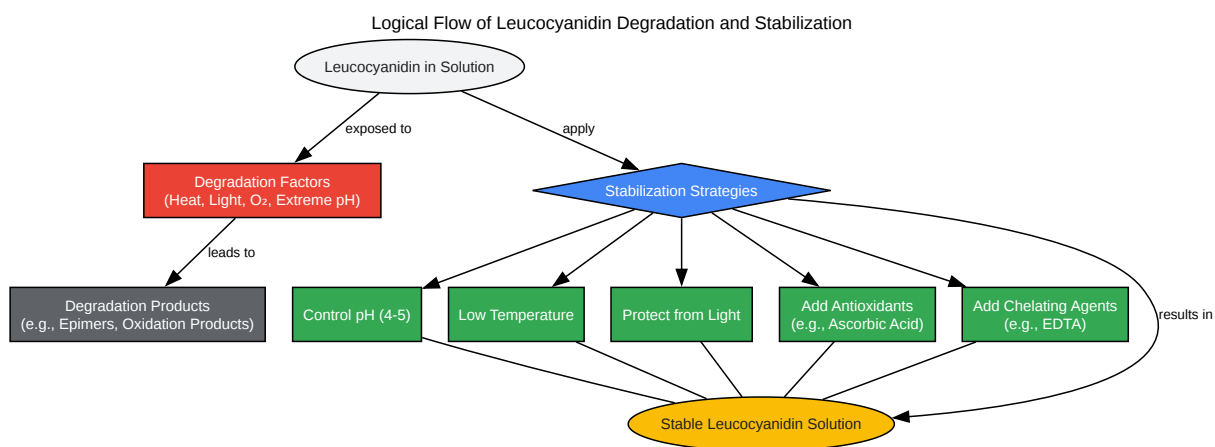 Logical Flow of Leucocyanidin Degradation and Stabilization
Leucocyanidin in Solution
exposed to
apply
Degradation Factors
(Heat, Light, O₂, Extreme pH)
Stabilization Strategies
leads to
Degradation Products
(e.g., Epimers, Oxidation Products)
Control pH (4-5)
Low Temperature
Protect from Light
Add Antioxidants
(e.g., Ascorbic Acid)
Add Chelating Agents
(e.g., EDTA)
results in
Stable Leucocyanidin Solution